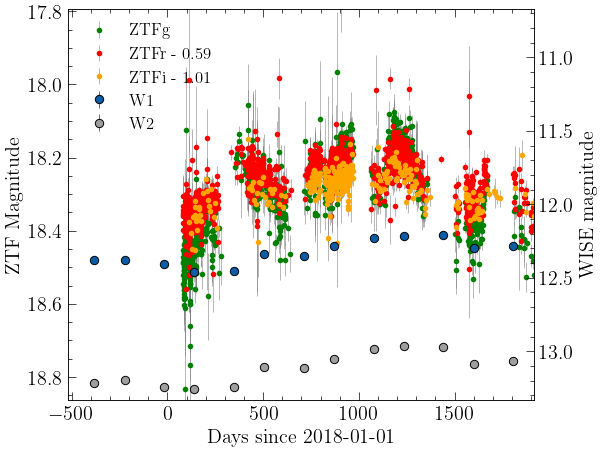 17.8
18.0
18.2
18.4
18.6
18.8
ZTF Magnitude
ZTFg
ZTFr - 0.59
ZTFi - 1.01
W1
W2
11.0
11.5
12.0
12.5
13.0
WISE magnitude
−500
0
500
1000
1500
Days since 2018-01-01